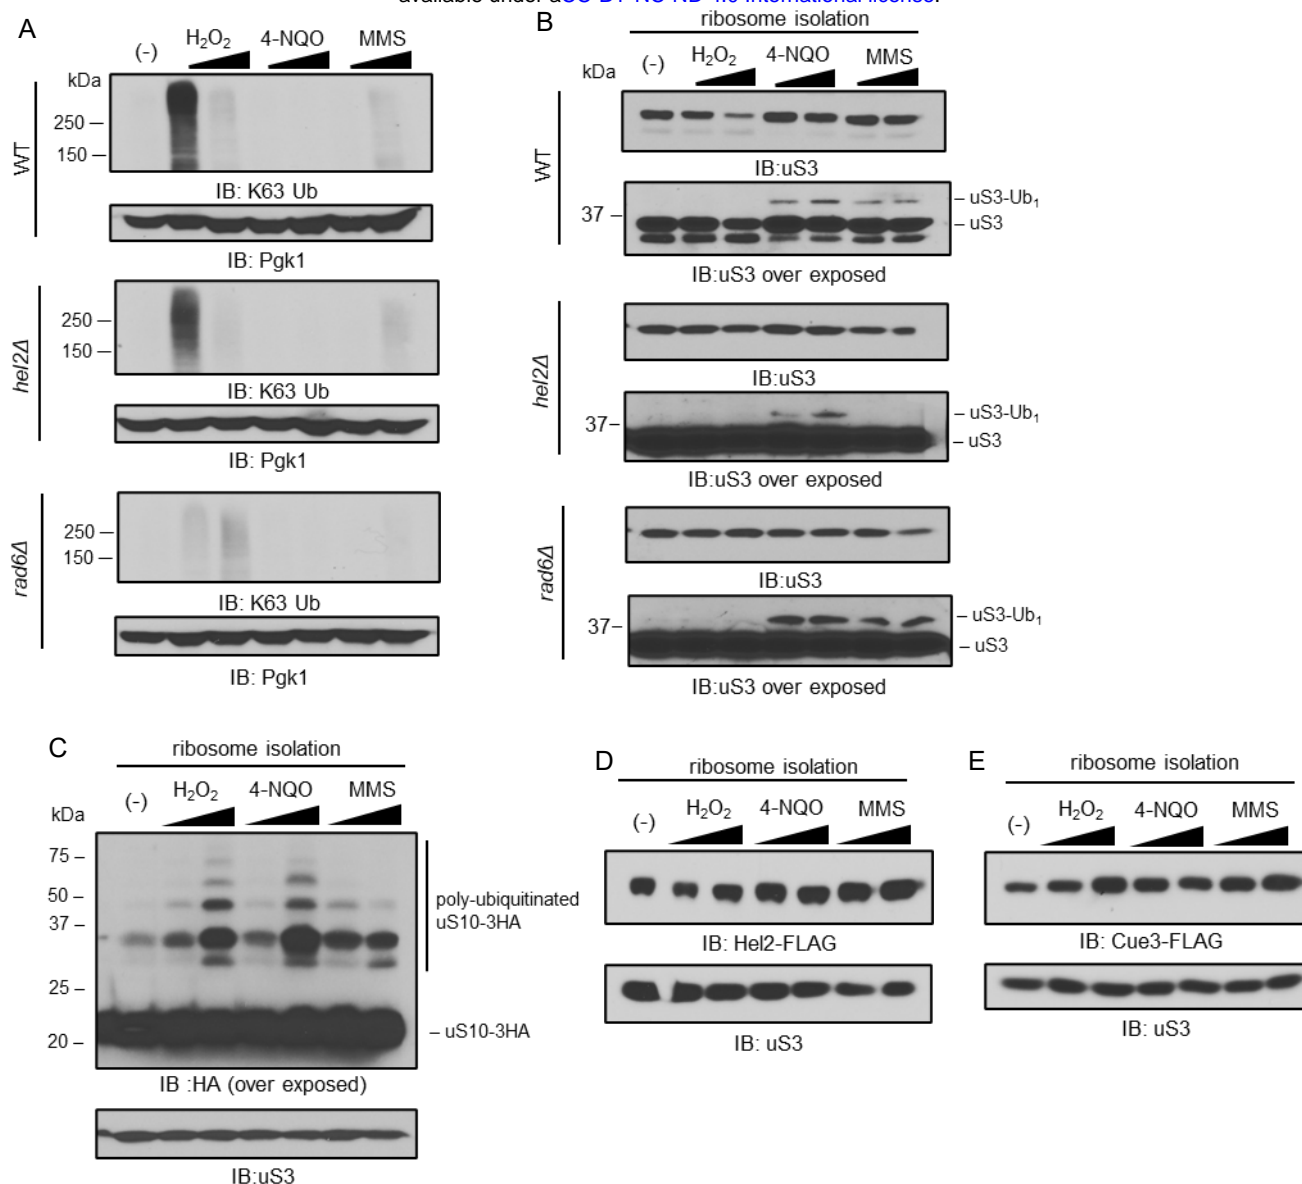 A
H2O2 4-NQO MMS
(-)
kDa
WT
250
150
IB: K63 Ub
IB: Pgk1
hel2Δ
250
150
IB: K63 Ub
IB: Pgk1
rad6Δ
250
150
IB: K63 Ub
IB: Pgk1
B
ribosome isolation
(-) H2O2 4-NQO MMS
kDa
WT
IB:uS3
37
uS3-Ub1
uS3
IB:uS3 over exposed
hel2Δ
IB:uS3
37
uS3-Ub1
uS3
IB:uS3 over exposed
rad6Δ
IB:uS3
37
uS3-Ub1
uS3
IB:uS3 over exposed
C
ribosome isolation
(-) H2O2 4-NQO MMS
kDa
75
50
37
25
20
poly-ubiquitinated
uS10-3HA
uS10-3HA
IB :HA (over exposed)
IB:uS3
D
ribosome isolation
(-) H2O2 4-NQO MMS
IB: Hel2-FLAG
IB: uS3
E
ribosome isolation
(-) H2O2 4-NQO MMS
IB: Cue3-FLAG
IB: uS3